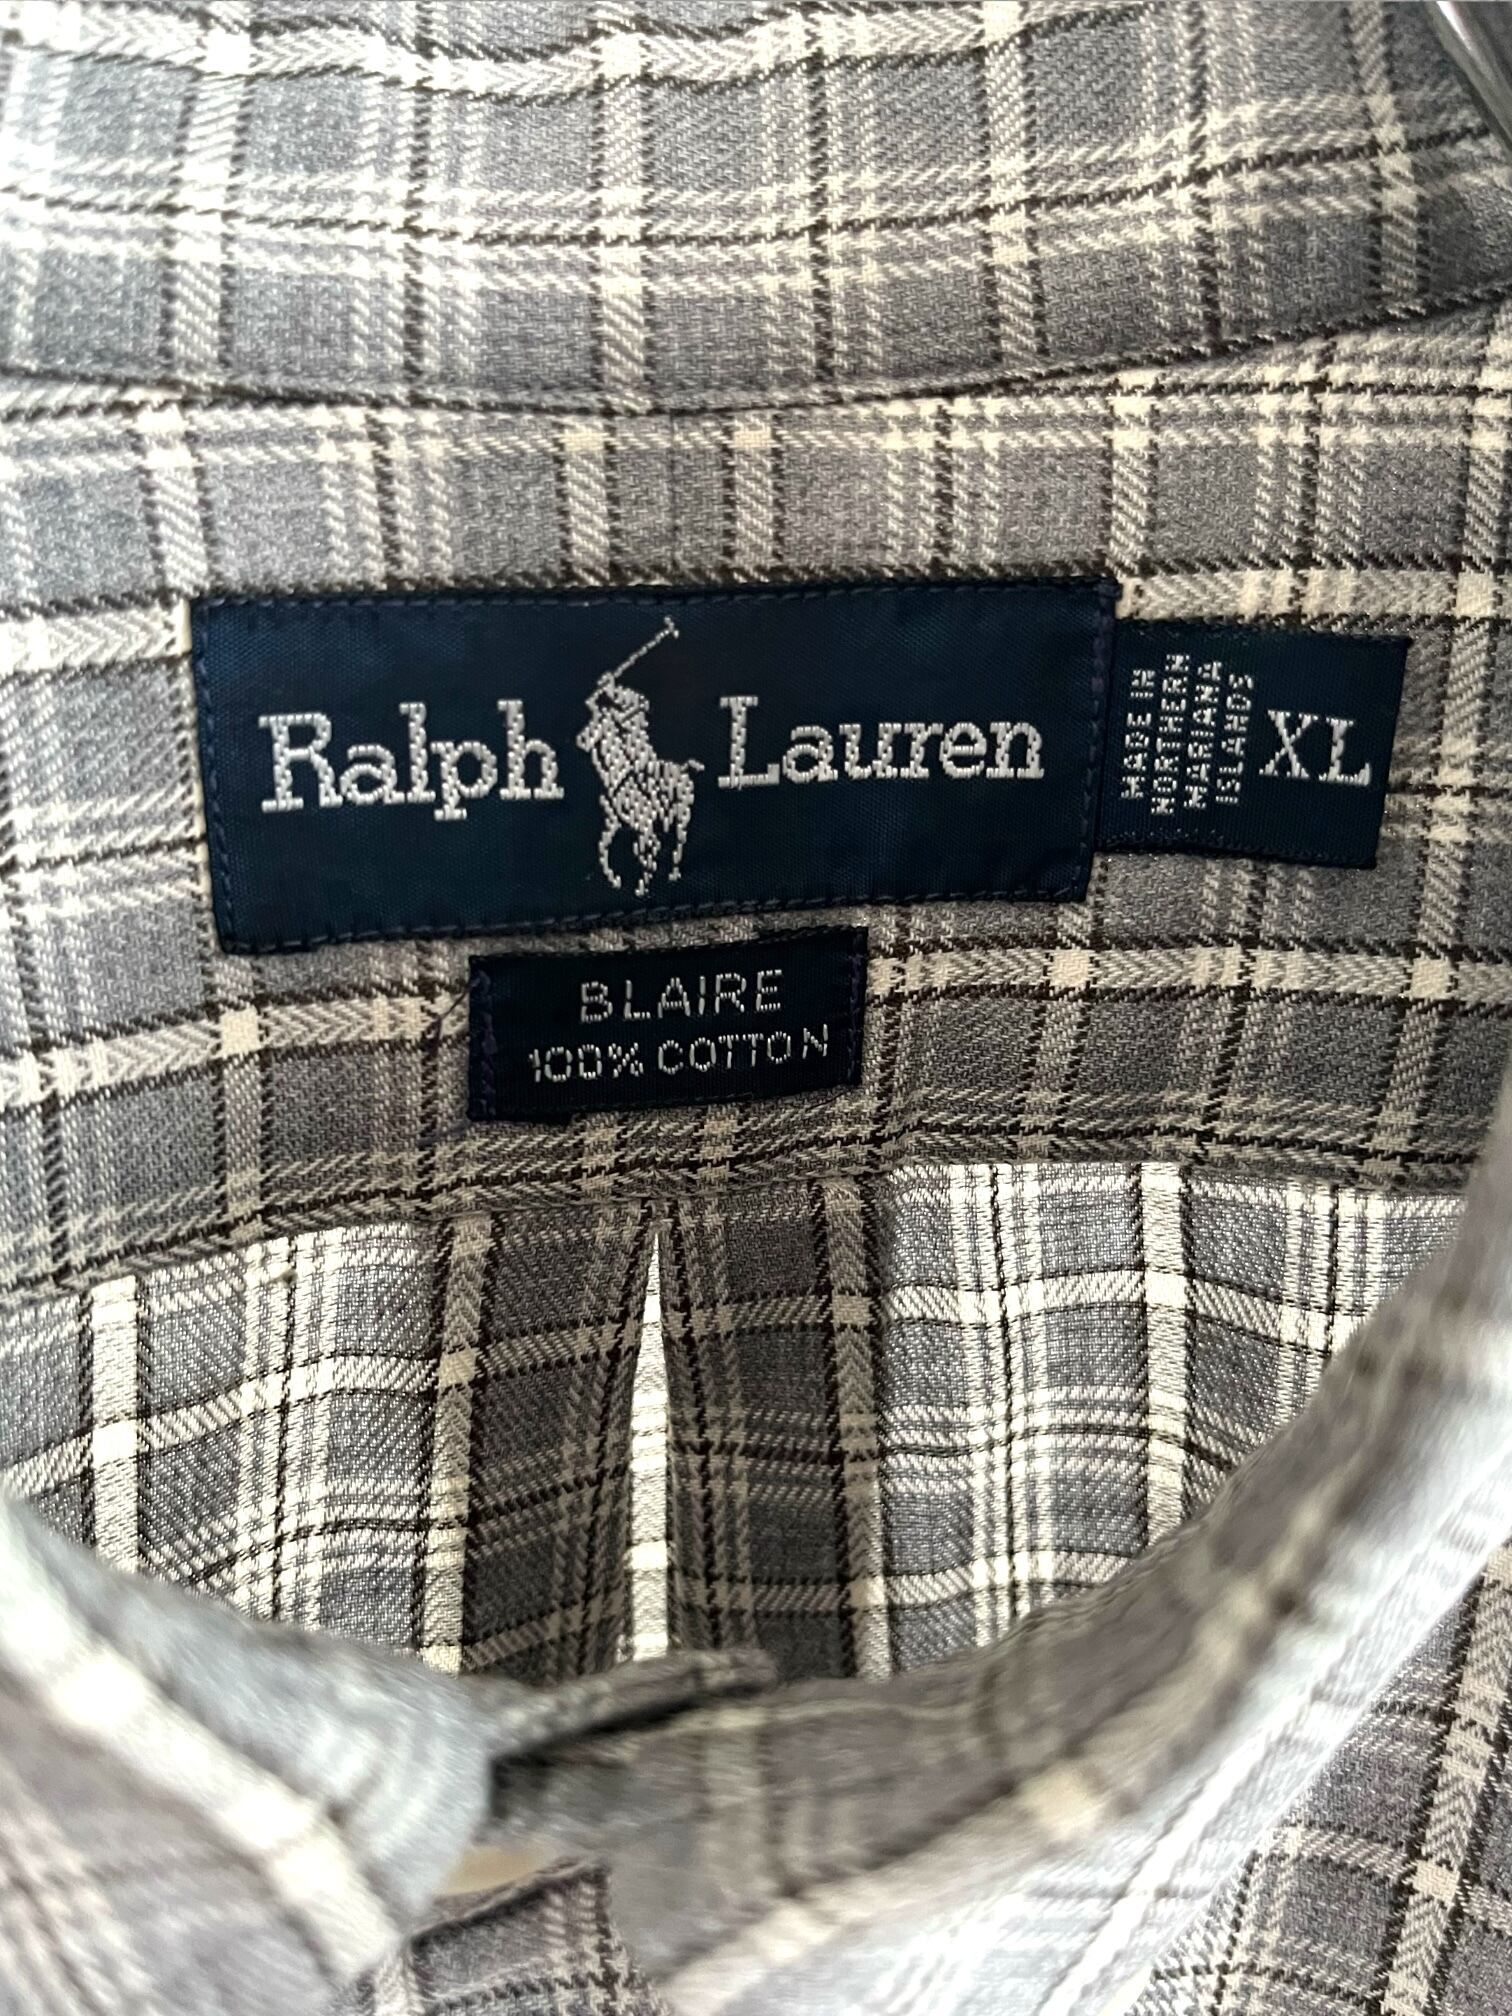 Ralph Lauren
MADE IN
NORTHERN
MARIANA
ISLANDS
XL
BLAIRE
100% COTTON